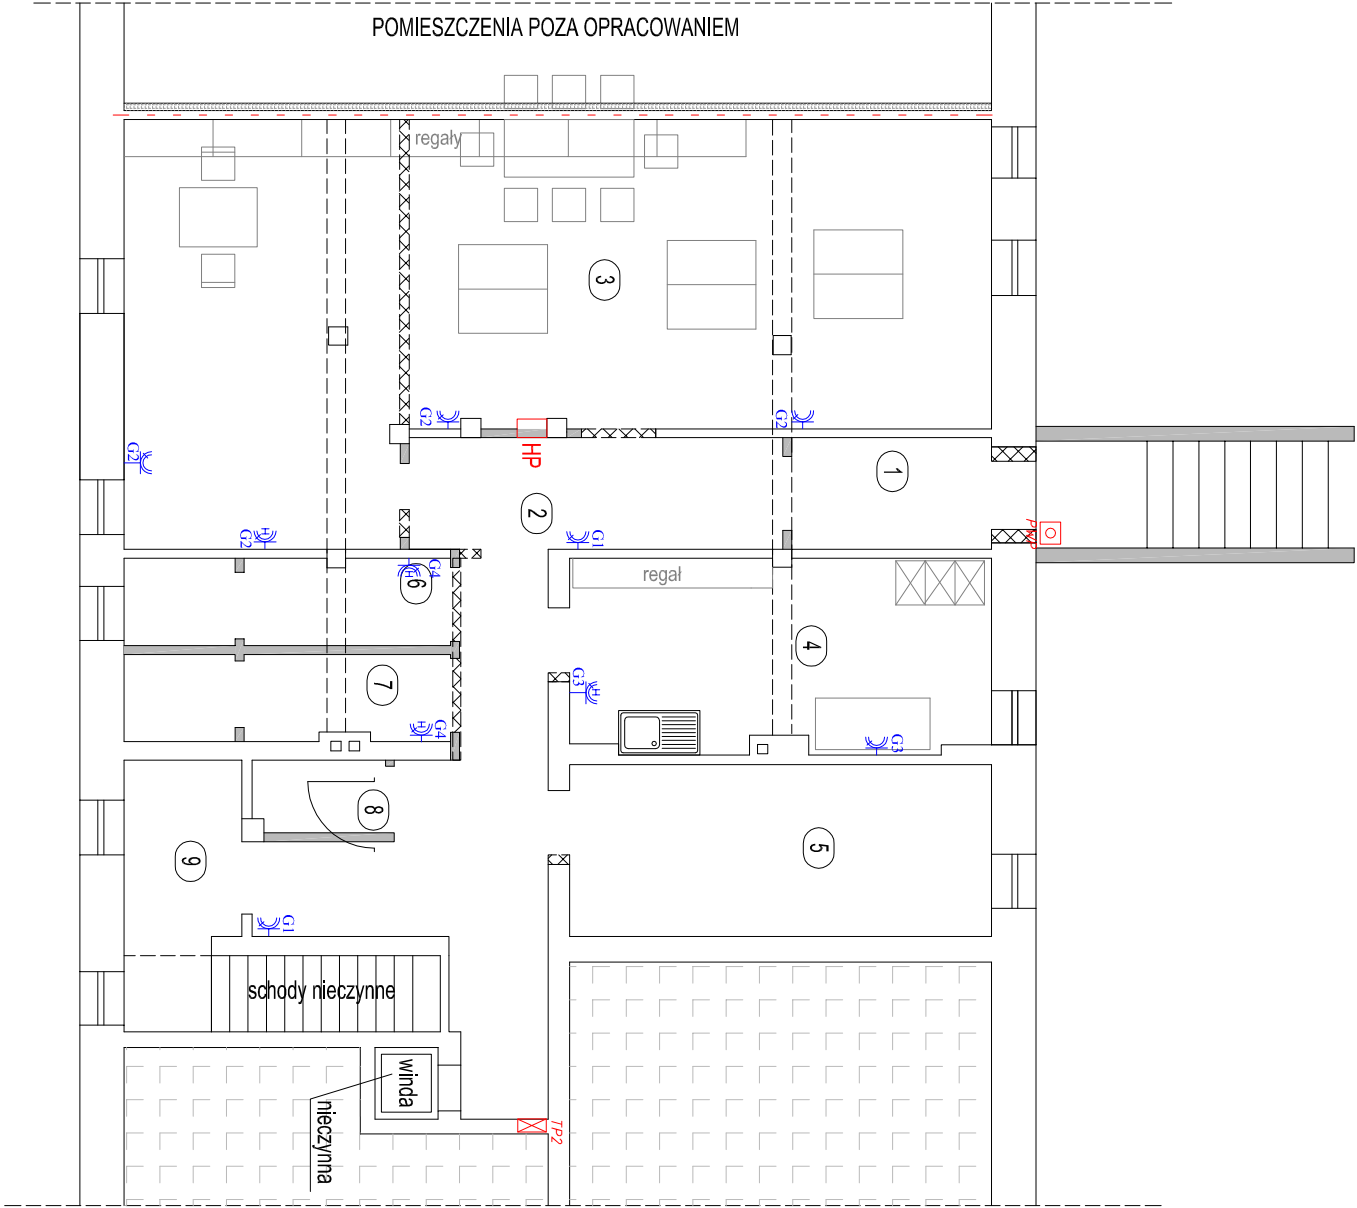 POMIESZCZENIA POZA OPRACOWANIEM
regały
3
G2
G2
HP
1
G2
2
G1
PWP
G2
G4
6
regał
4
7
G3
G4
G3
8
5
9
G1
schody nieczynne
winda
nieczynna
TP2
H
H
H
H